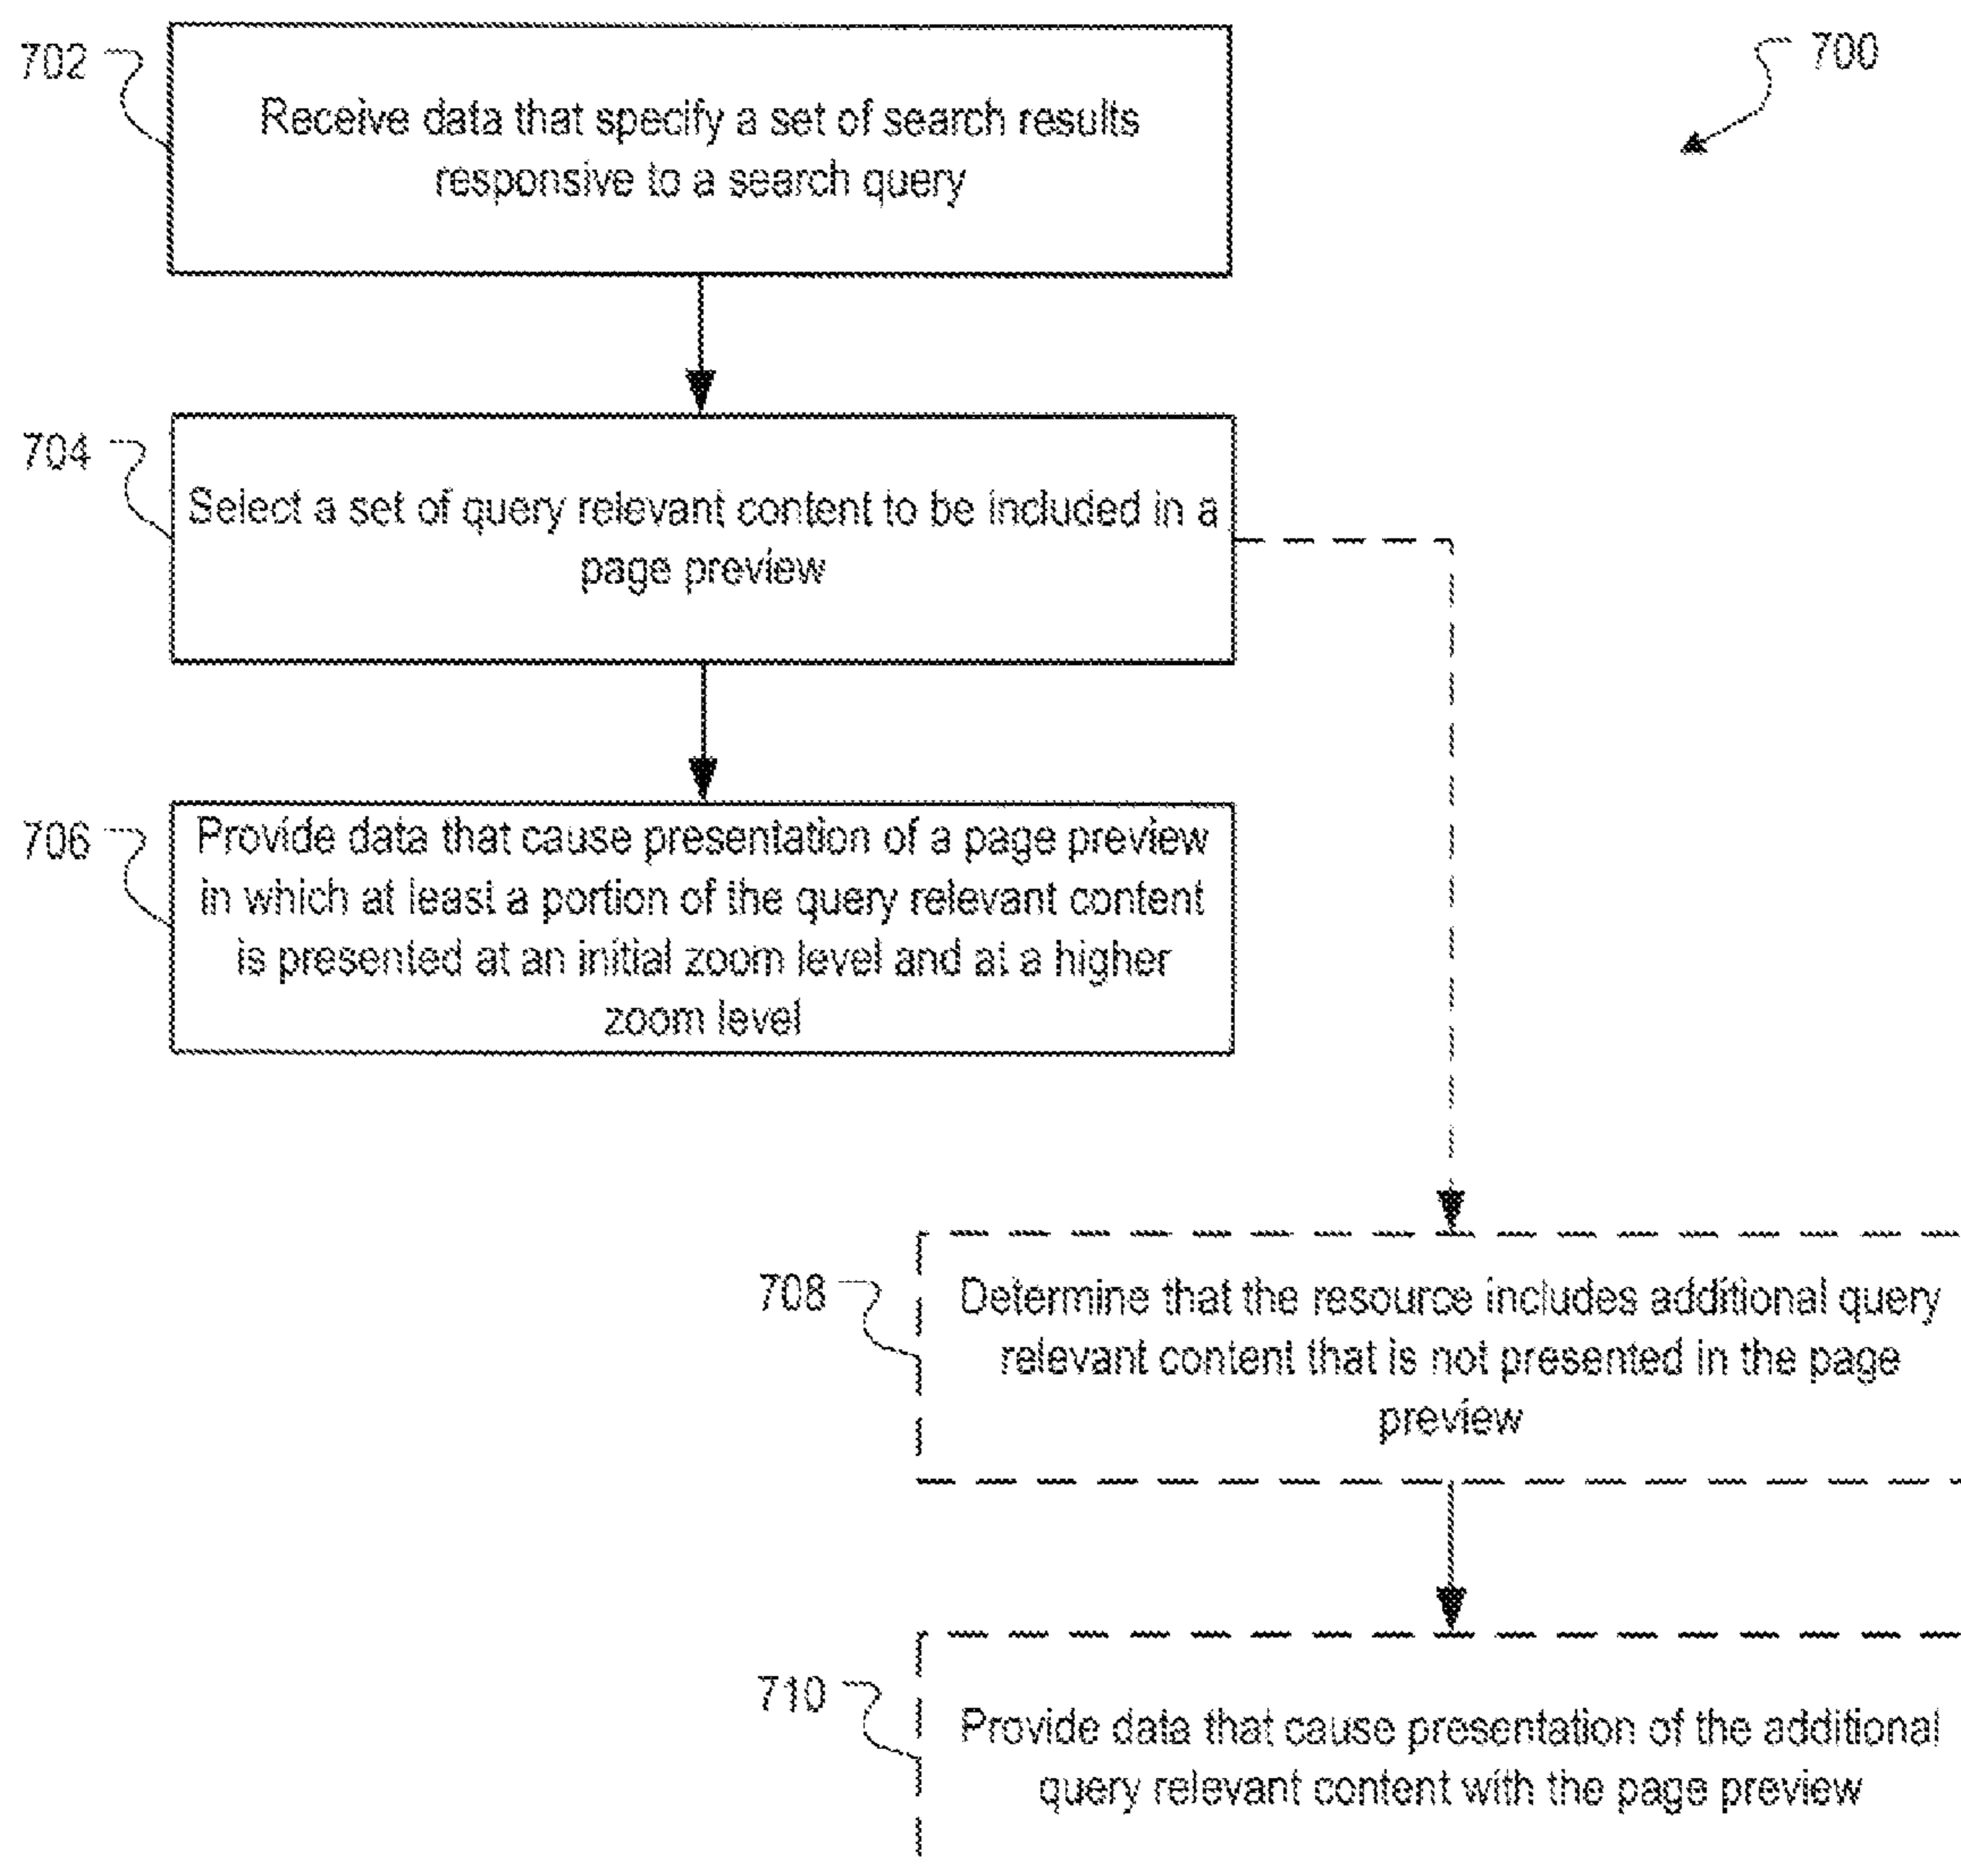 700
702
Receive data that specify a set of search results
responsive to a search query
704
Select a set of query relevant content to be included in a
page preview
706
Provide data that cause presentation of a page preview
in which at least a portion of the query relevant content
is presented at an initial zoom level and at a higher
zoom level
708
Determine that the resource includes additional query
relevant content that is not presented in the page
preview
710
Provide data that cause presentation of the additional
query relevant content with the page preview